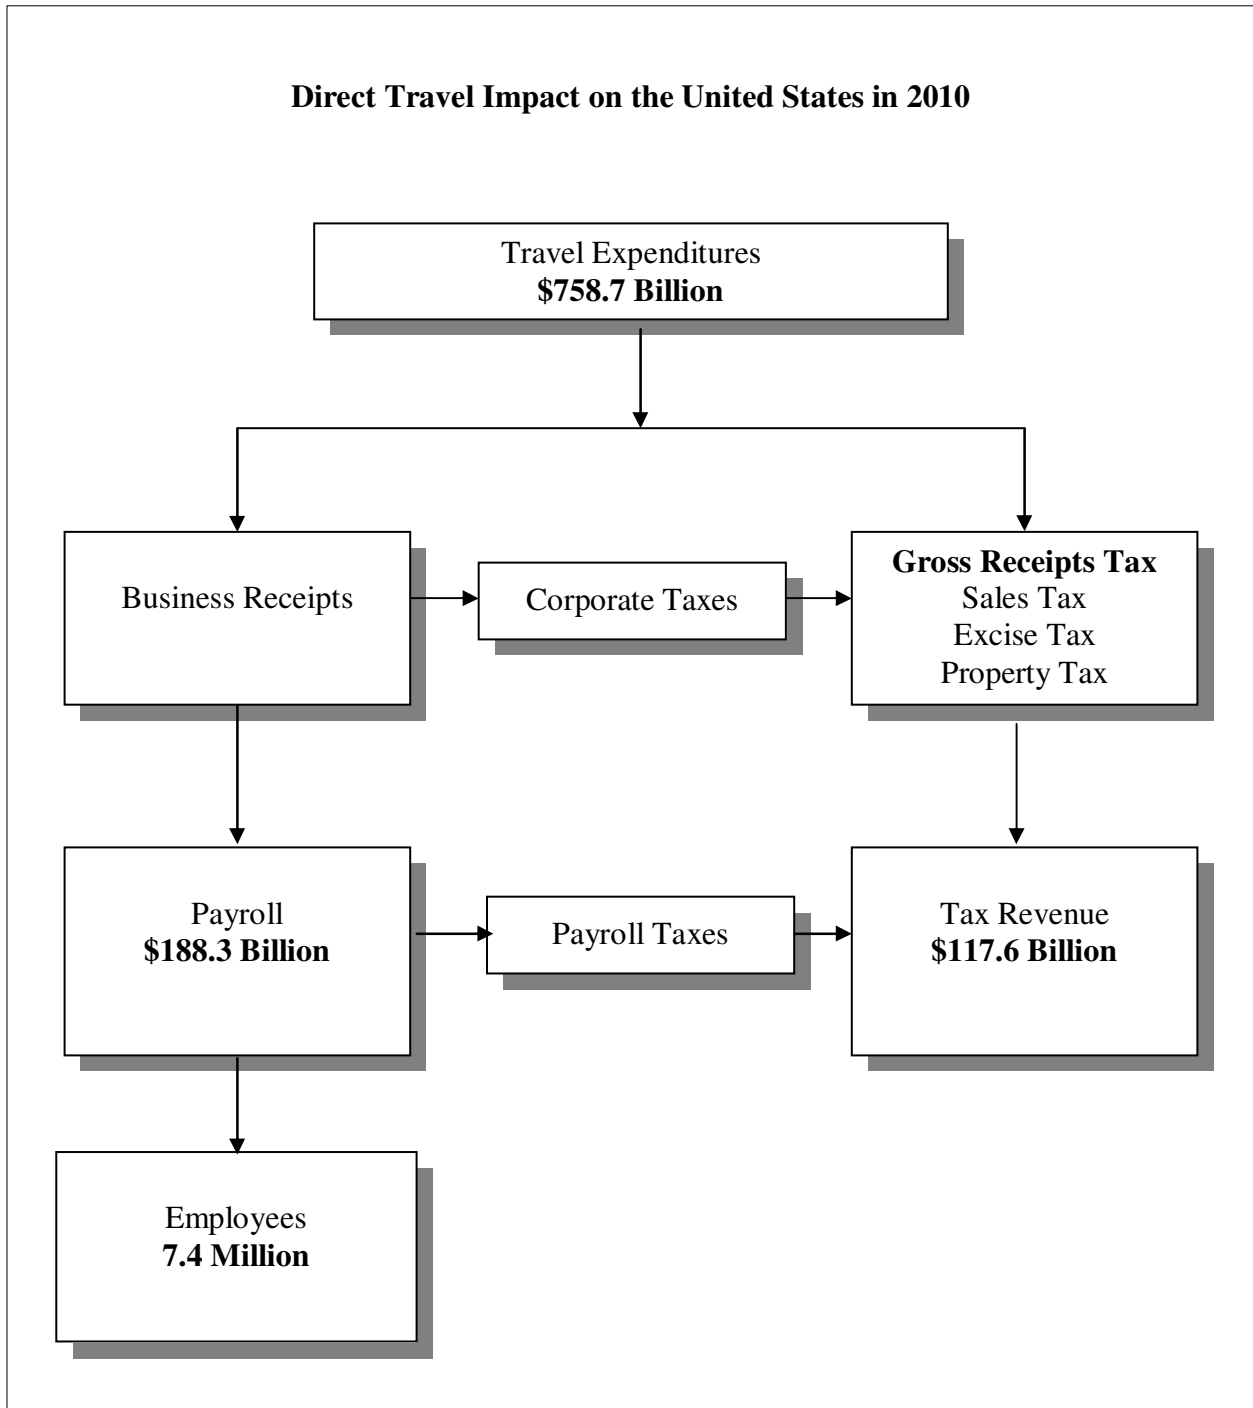 Direct Travel Impact on the United States in 2010
Travel Expenditures
$758.7 Billion
Business Receipts
Corporate Taxes
Gross Receipts Tax
Sales Tax
Excise Tax
Property Tax
Payroll
$188.3 Billion
Payroll Taxes
Tax Revenue
$117.6 Billion
Employees
7.4 Million